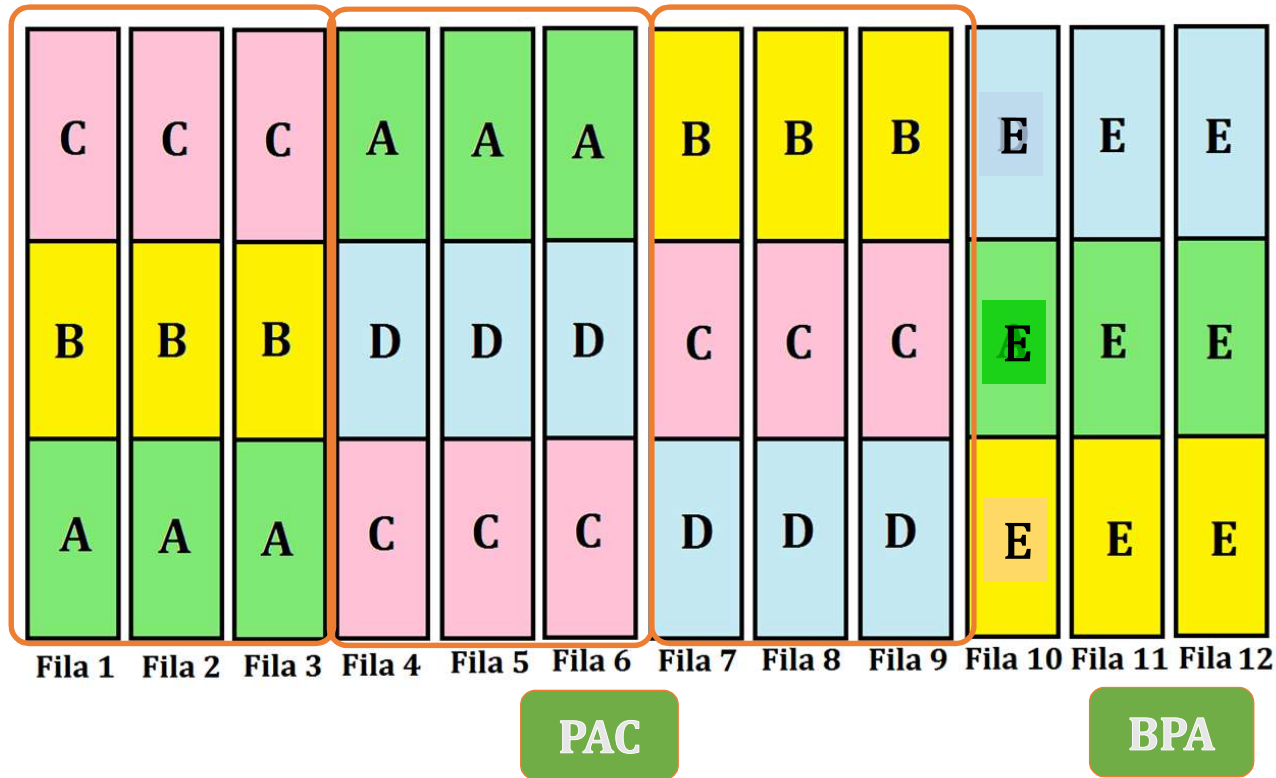 C C C A A A B B B E E E
B B B D D D C C C E E E
A A A C C C D D D E E E
Fila 1 Fila 2 Fila 3 Fila 4 Fila 5 Fila 6 Fila 7 Fila 8 Fila 9 Fila 10 Fila 11 Fila 12
PAC BPA